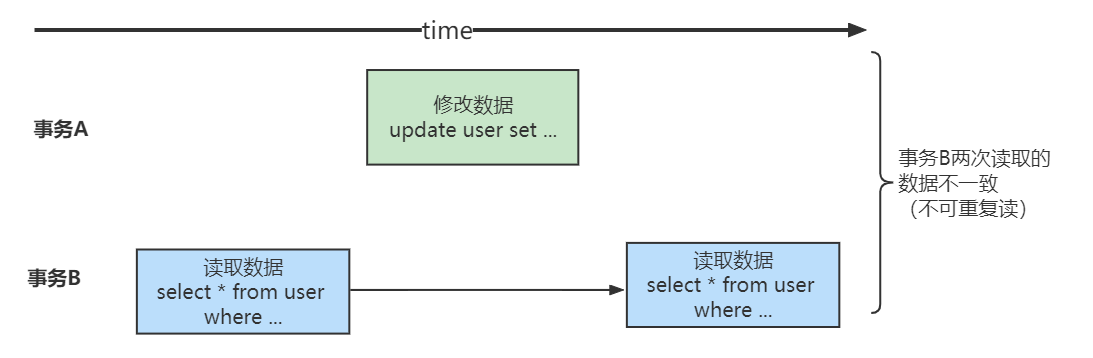 time
修改数据
update user set ...
事务A
事务B两次读取的
数据不一致
（不可重复读）
事务B
读取数据
select * from user
where ...
读取数据
select * from user
where ...